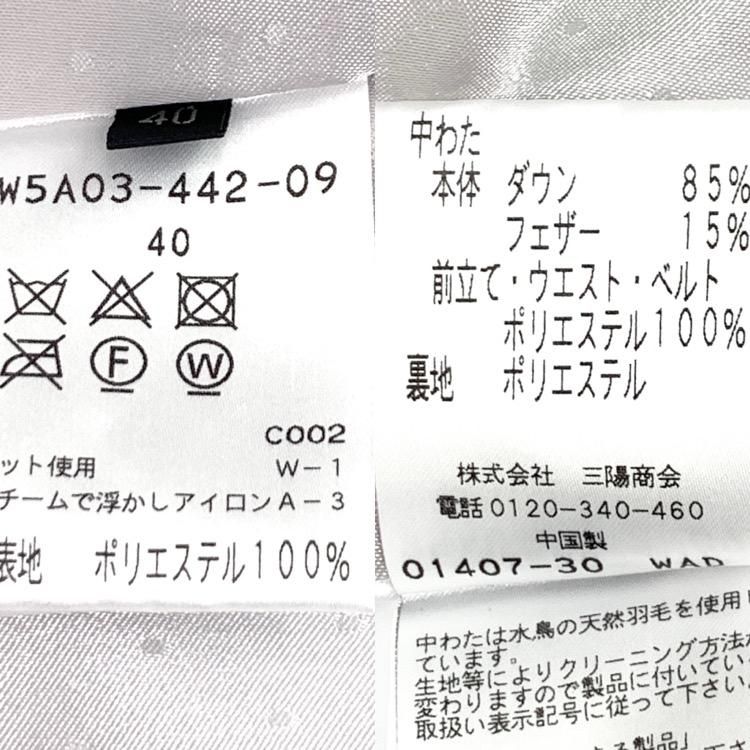 40
W5A03-442-09
40
F W
C002
ット使用 W-1
チームで浮かしアイロンA-3
表地 ポリエステル100%
中わた
本体 ダウン 85%
フェザー 15%
前立て・ウエスト・ベルト
ポリエステル100%
裏地 ポリエステル
株式会社 三陽商会
電話0120-340-460
中国製
01407-30 WAD
中わたは水鳥の天然羽毛を使用し
ています。
生地等によりクリーニング方法が
変わりますので製品に付いてい
取扱い表示記号に従って下さい。